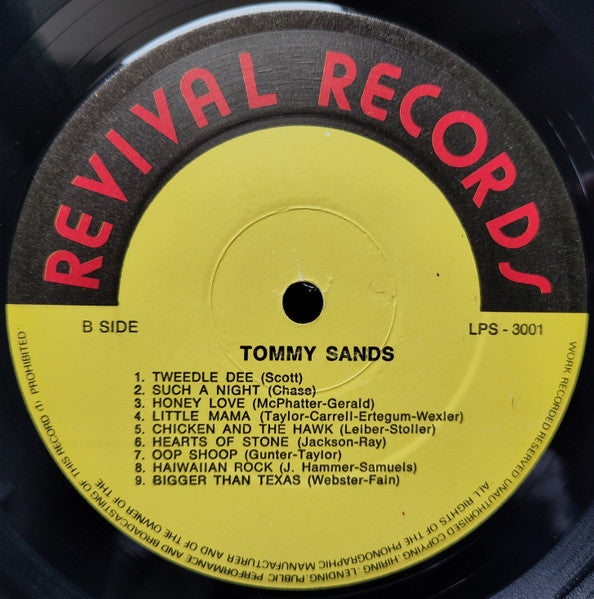 REVIVAL RECORDS
B SIDE
LPS - 3001
TOMMY SANDS
1. TWEEDLE DEE (Scott)
2. SUCH A NIGHT (Chase)
3. HONEY LOVE (McPhatter-Gerald)
4. LITTLE MAMA (Taylor-Carrell-Ertegum-Wexler)
5. CHICKEN AND THE HAWK (Leiber-Stoller)
6. HEARTS OF STONE (Jackson-Ray)
7. OOP SHOOP (Gunter-Taylor)
8. HAIWAIIAN ROCK (J. Hammer-Samuels)
9. BIGGER THAN TEXAS (Webster-Fain)
ALL RIGHTS OF THE PHONOGRAPHIC MANUFACTURER AND OF THE OWNER OF THE
WORK RECORDED RESERVED UNAUTHORISED COPYING. HIRING. LENDING. PUBLIC PERFORMANCE AND BROADCASTING OF THIS RECORD (). PROHIBITED.